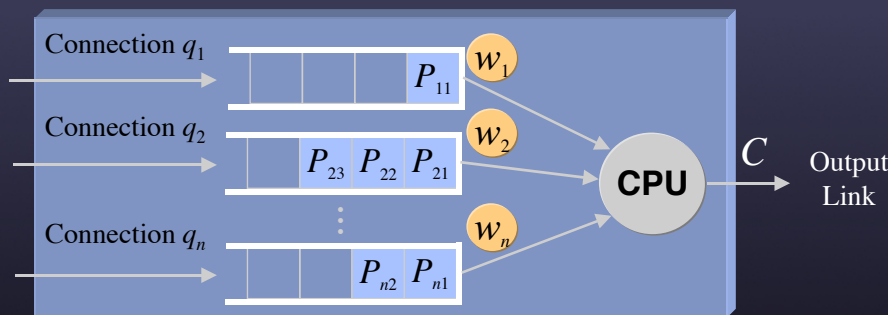 Connection q₁
P₁₁
w₁
Connection q₂
P₂₃ P₂₂ P₂₁
w₂
CPU
C
Output
Link
⋮
Connection qₙ
Pₙ₂ Pₙ₁
wₙ